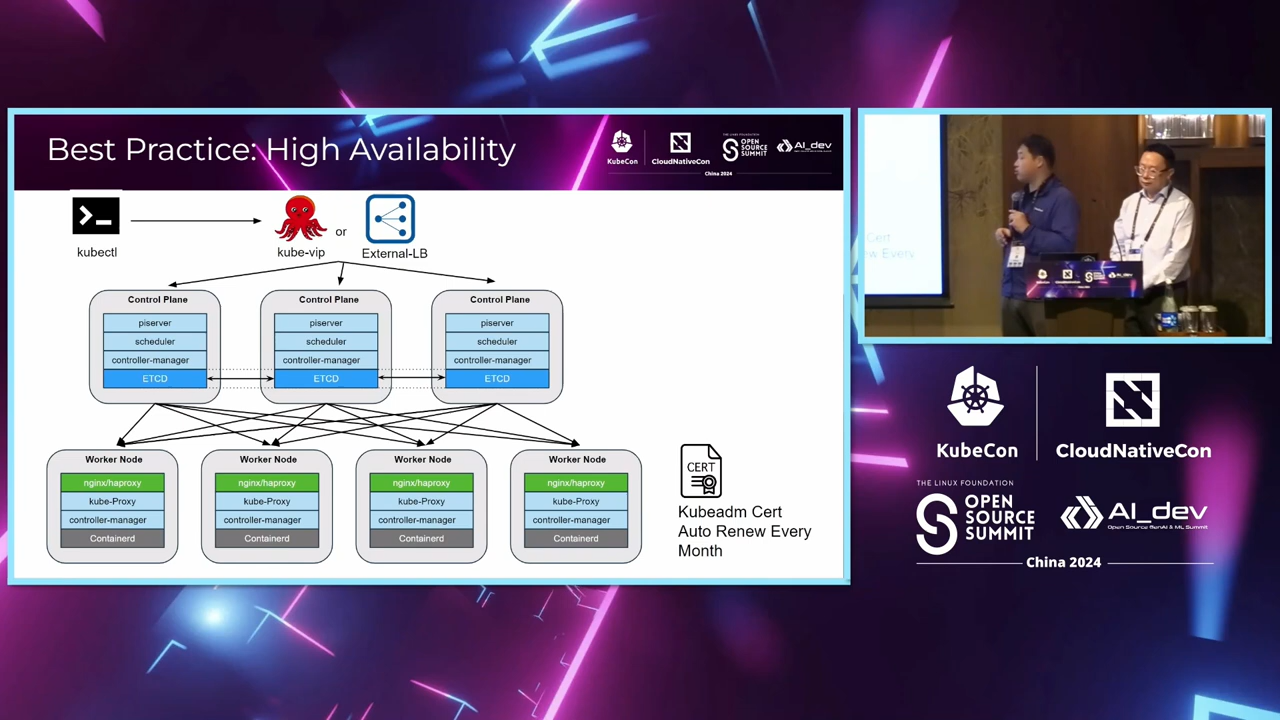 Best Practice: High Availability
KubeCon
CloudNativeCon
THE LINUX FOUNDATION
OPEN
SOURCE
SUMMIT
AI_dev
China 2024
kubectl
kube-vip
or
External-LB
Control Plane
piserver
scheduler
controller-manager
ETCD
Control Plane
piserver
scheduler
controller-manager
ETCD
Control Plane
piserver
scheduler
controller-manager
ETCD
Worker Node
nginx/haproxy
kube-Proxy
controller-manager
Containerd
Worker Node
nginx/haproxy
kube-Proxy
controller-manager
Containerd
Worker Node
nginx/haproxy
kube-Proxy
controller-manager
Containerd
Worker Node
nginx/haproxy
kube-Proxy
controller-manager
Containerd
CERT
Kubeadm Cert
Auto Renew Every
Month
Cert
Every
KubeCon
CloudNativeCon
THE LINUX FOUNDATION
OPEN
SOURCE
SUMMIT
AI_dev
Open Source GenAI & ML Summit
China 2024